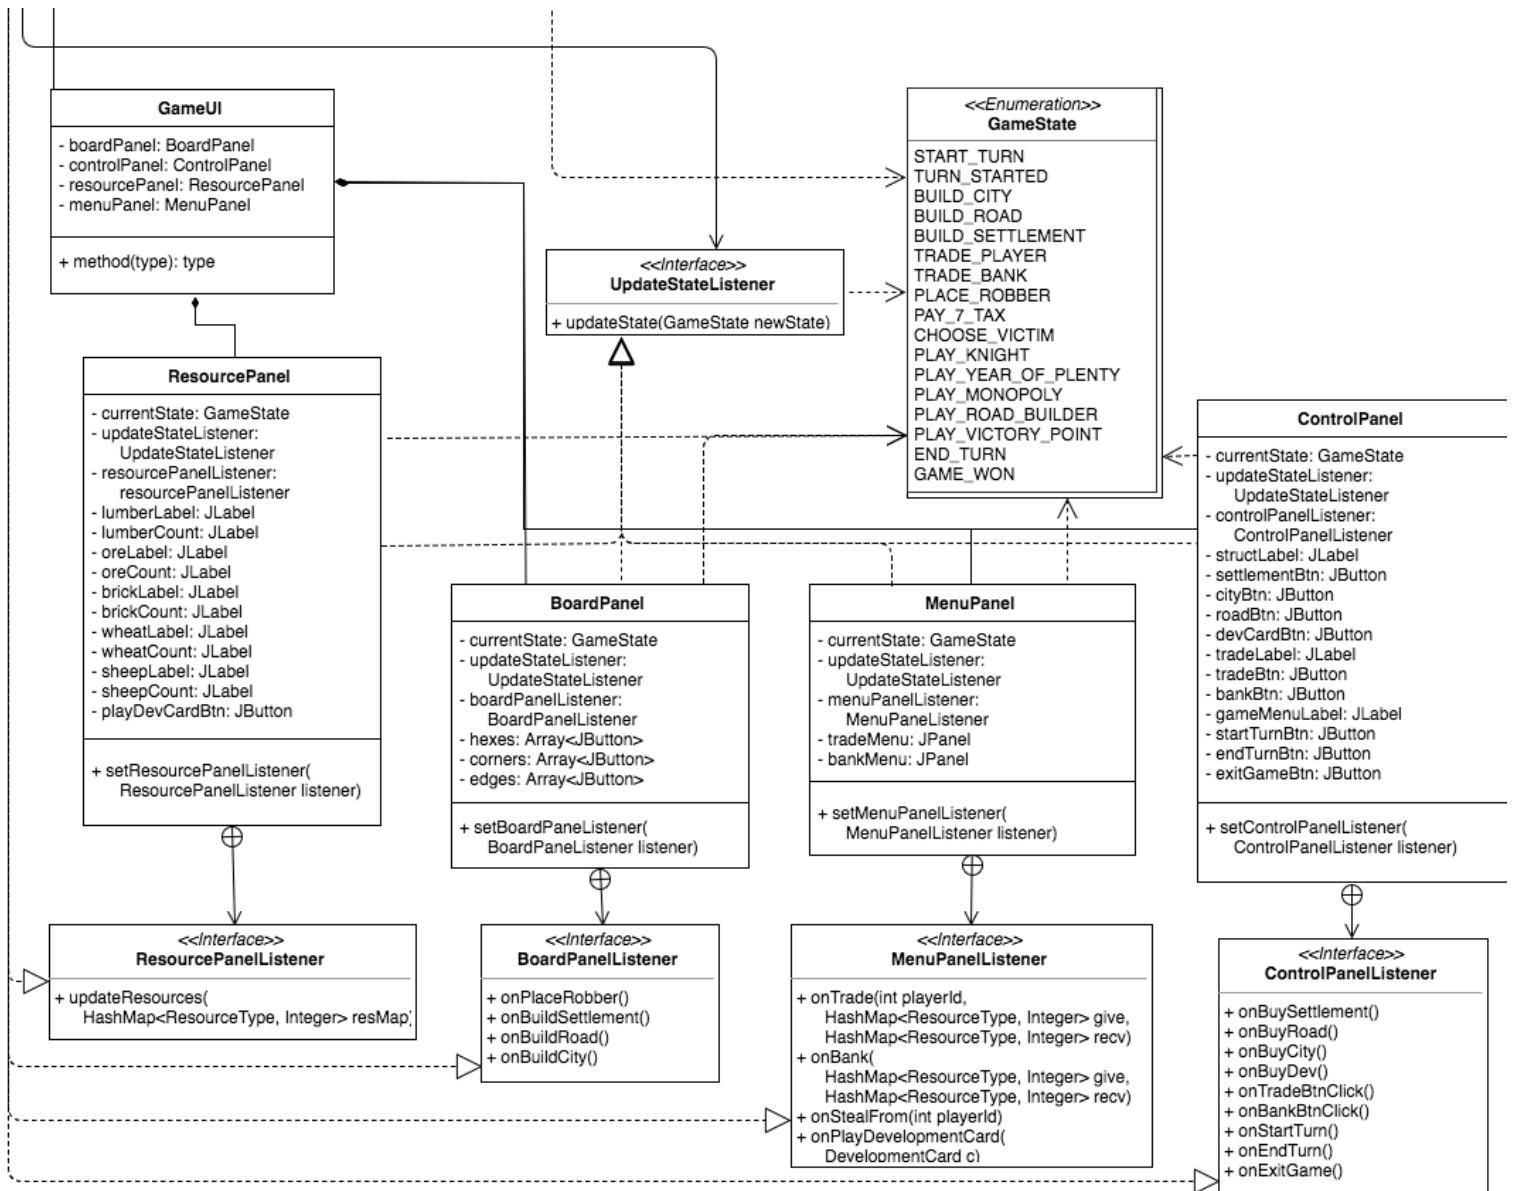 GameUI
- boardPanel: BoardPanel
- controlPanel: ControlPanel
- resourcePanel: ResourcePanel
- menuPanel: MenuPanel
+ method(type): type
<<Enumeration>>
GameState
START_TURN
TURN_STARTED
BUILD_CITY
BUILD_ROAD
BUILD_SETTLEMENT
TRADE_PLAYER
TRADE_BANK
PLACE_ROBBER
PAY_7_TAX
CHOOSE_VICTIM
PLAY_KNIGHT
PLAY_YEAR_OF_PLENTY
PLAY_MONOPOLY
PLAY_ROAD_BUILDER
PLAY_VICTORY_POINT
END_TURN
GAME_WON
<<Interface>>
UpdateStateListener
+ updateState(GameState newState)
ResourcePanel
- currentState: GameState
- updateStateListener:
UpdateStateListener
- resourcePanelListener:
resourcePanelListener
- lumberLabel: JLabel
- lumberCount: JLabel
- oreLabel: JLabel
- oreCount: JLabel
- brickLabel: JLabel
- brickCount: JLabel
- wheatLabel: JLabel
- wheatCount: JLabel
- sheepLabel: JLabel
- sheepCount: JLabel
- playDevCardBtn: JButton
+ setResourcePanelListener(
ResourcePanelListener listener)
ControlPanel
- currentState: GameState
- updateStateListener:
UpdateStateListener
- controlPanelListener:
ControlPanelListener
- structLabel: JLabel
- settlementBtn: JButton
- cityBtn: JButton
- roadBtn: JButton
- devCardBtn: JButton
- tradeLabel: JLabel
- tradeBtn: JButton
- bankBtn: JButton
- gameMenuLabel: JLabel
- startTurnBtn: JButton
- endTurnBtn: JButton
- exitGameBtn: JButton
+ setControlPanelListener(
ControlPanelListener listener)
BoardPanel
- currentState: GameState
- updateStateListener:
UpdateStateListener
- boardPanelListener:
BoardPanelListener
- hexes: Array<JButton>
- corners: Array<JButton>
- edges: Array<JButton>
+ setBoardPaneListener(
BoardPaneListener listener)
MenuPanel
- currentState: GameState
- updateStateListener:
UpdateStateListener
- menuPanelListener:
MenuPaneListener
- tradeMenu: JPanel
- bankMenu: JPanel
+ setMenuPanelListener(
MenuPanelListener listener)
<<Interface>>
ResourcePanelListener
+ updateResources(
HashMap<ResourceType, Integer> resMap)
<<Interface>>
BoardPanelListener
+ onPlaceRobber()
+ onBuildSettlement()
+ onBuildRoad()
+ onBuildCity()
<<Interface>>
MenuPanelListener
+ onTrade(int playerId,
HashMap<ResourceType, Integer> give,
HashMap<ResourceType, Integer> recv)
+ onBank(
HashMap<ResourceType, Integer> give,
HashMap<ResourceType, Integer> recv)
+ onStealFrom(int playerId)
+ onPlayDevelopmentCard(
DevelopmentCard c)
<<Interface>>
ControlPanelListener
+ onBuySettlement()
+ onBuyRoad()
+ onBuyCity()
+ onBuyDev()
+ onTradeBtnClick()
+ onBankBtnClick()
+ onStartTurn()
+ onEndTurn()
+ onExitGame()